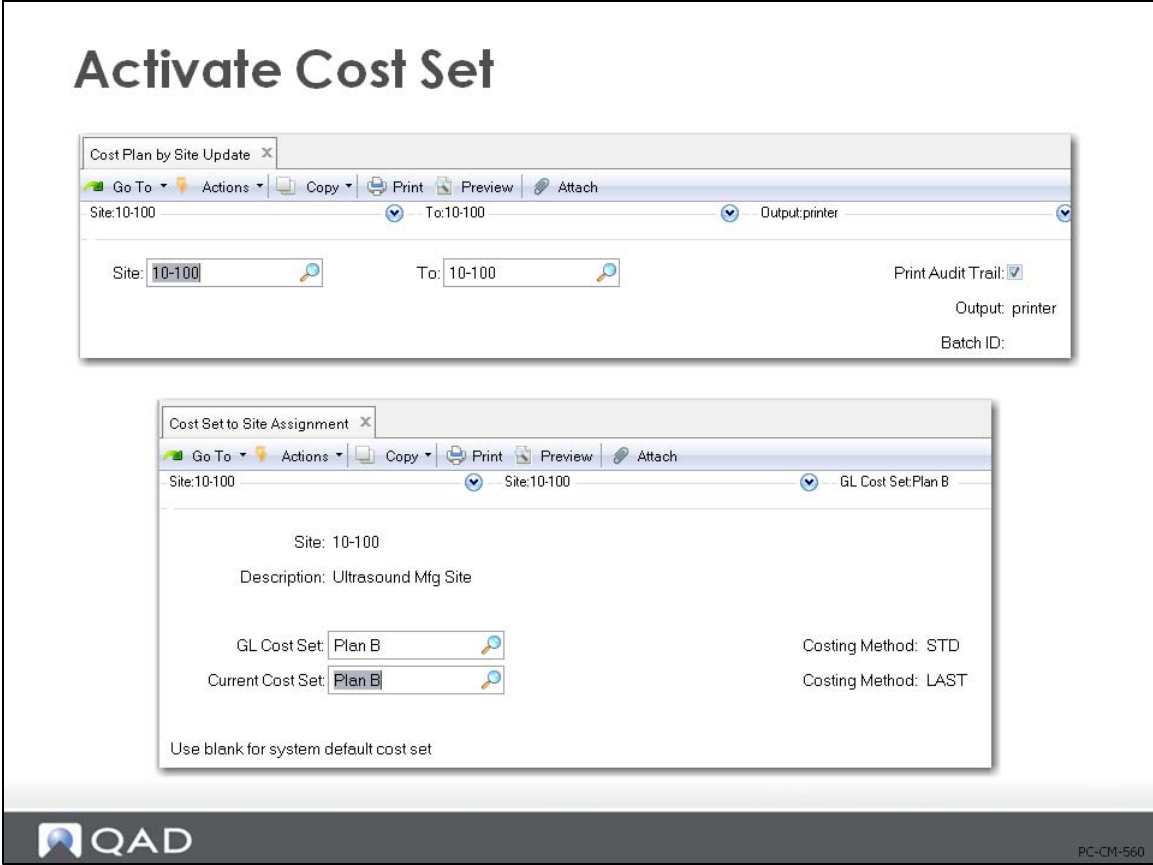 Activate Cost Set
Cost Plan by Site Update X
Go To Actions Copy Print Preview Attach
Site:10-100 To:10-100 Output:printer
Site: 10-100 To: 10-100 Print Audit Trail:
Output: printer
Batch ID:
Cost Set to Site Assignment X
Go To Actions Copy Print Preview Attach
Site:10-100 Site:10-100 GL Cost Set:Plan B
Site: 10-100
Description: Ultrasound Mfg Site
GL Cost Set: Plan B Costing Method: STD
Current Cost Set: Plan B Costing Method: LAST
Use blank for system default cost set
QAD
PC-CM-560